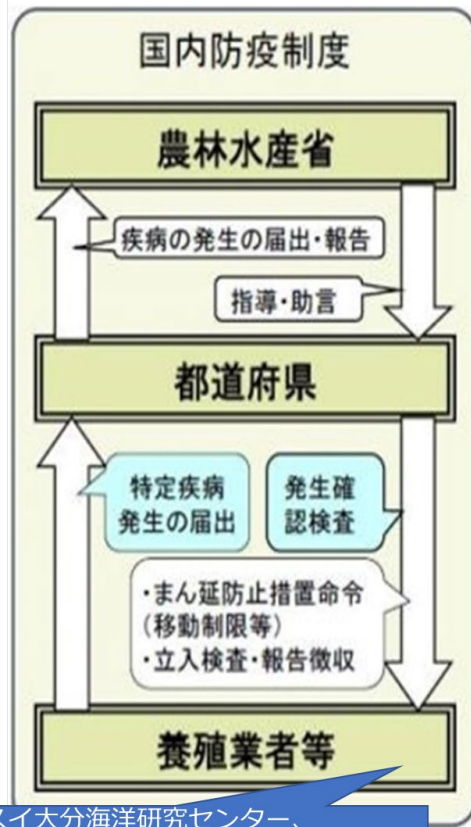 国内防疫制度
農林水産省
疾病の発生の届出・報告
指導・助言
都道府県
特定疾病
発生の届出
発生確
認検査
・まん延防止措置命令
(移動制限等)
・立入検査・報告徴収
養殖業者等
スイ大分海洋研究センター、